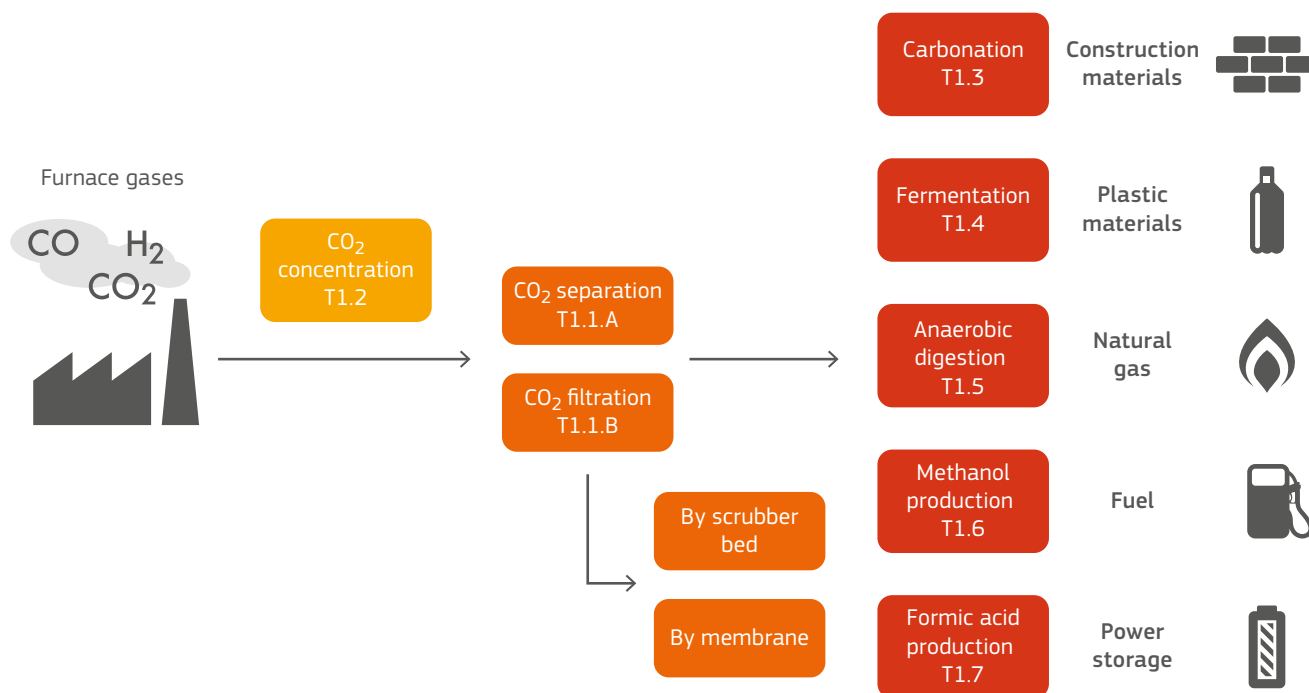 Furnace gases
CO
H₂
CO₂
CO₂
concentration
T1.2
CO₂ separation
T1.1.A
CO₂ filtration
T1.1.B
By scrubber
bed
By membrane
Carbonation
T1.3
Construction
materials
Fermentation
T1.4
Plastic
materials
Anaerobic
digestion
T1.5
Natural
gas
Methanol
production
T1.6
Fuel
Formic acid
production
T1.7
Power
storage